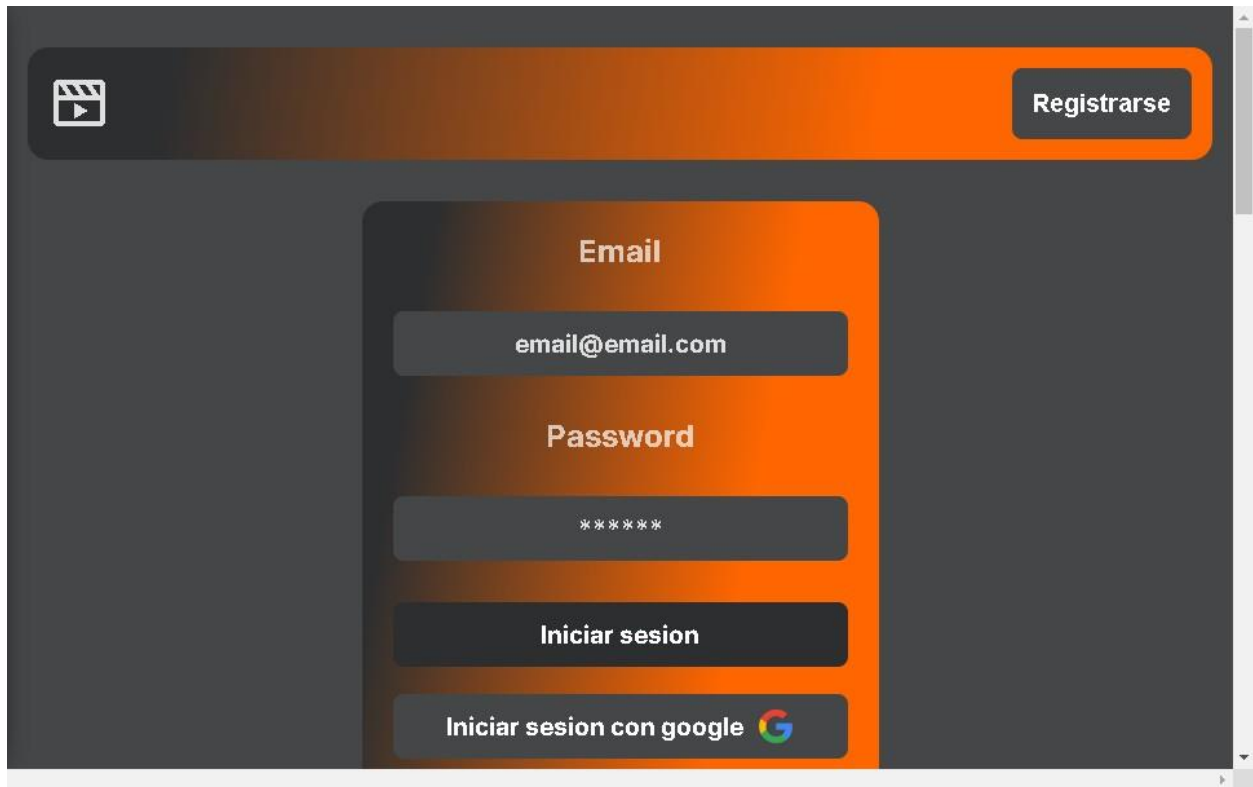 Registrarse
Email
email@email.com
Password
******
Iniciar sesion
Iniciar sesion con google